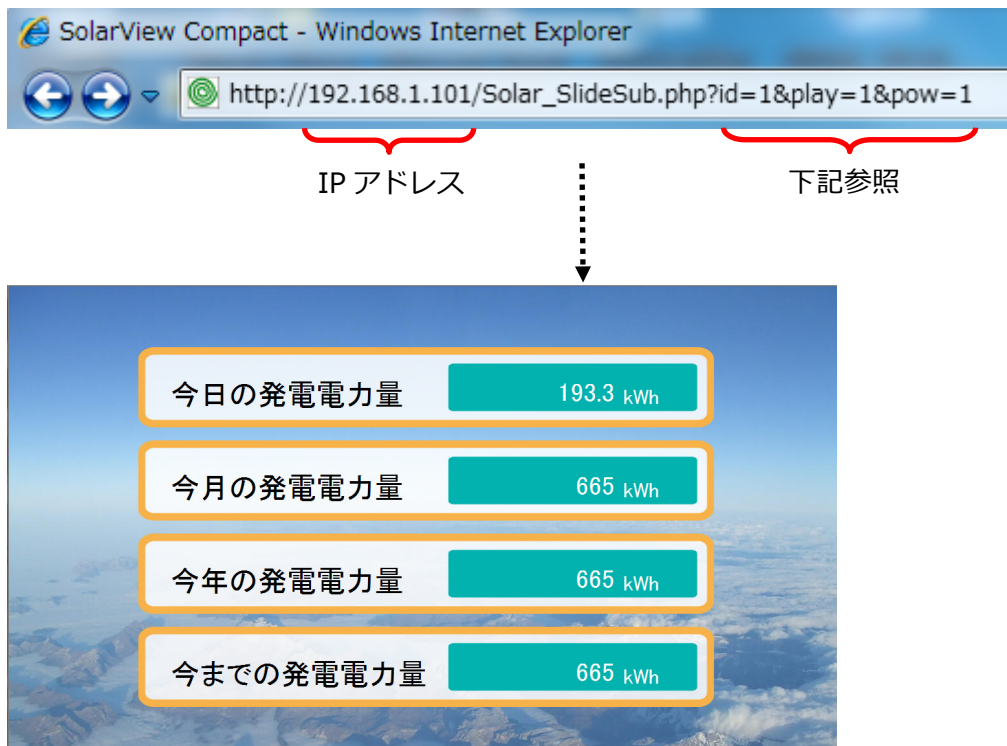 SolarView Compact - Windows Internet Explorer
http://192.168.1.101/Solar_SlideSub.php?id=1&play=1&pow=1
IP アドレス
下記参照
今日の発電電力量 193.3 kWh
今月の発電電力量 665 kWh
今年の発電電力量 665 kWh
今までの発電電力量 665 kWh